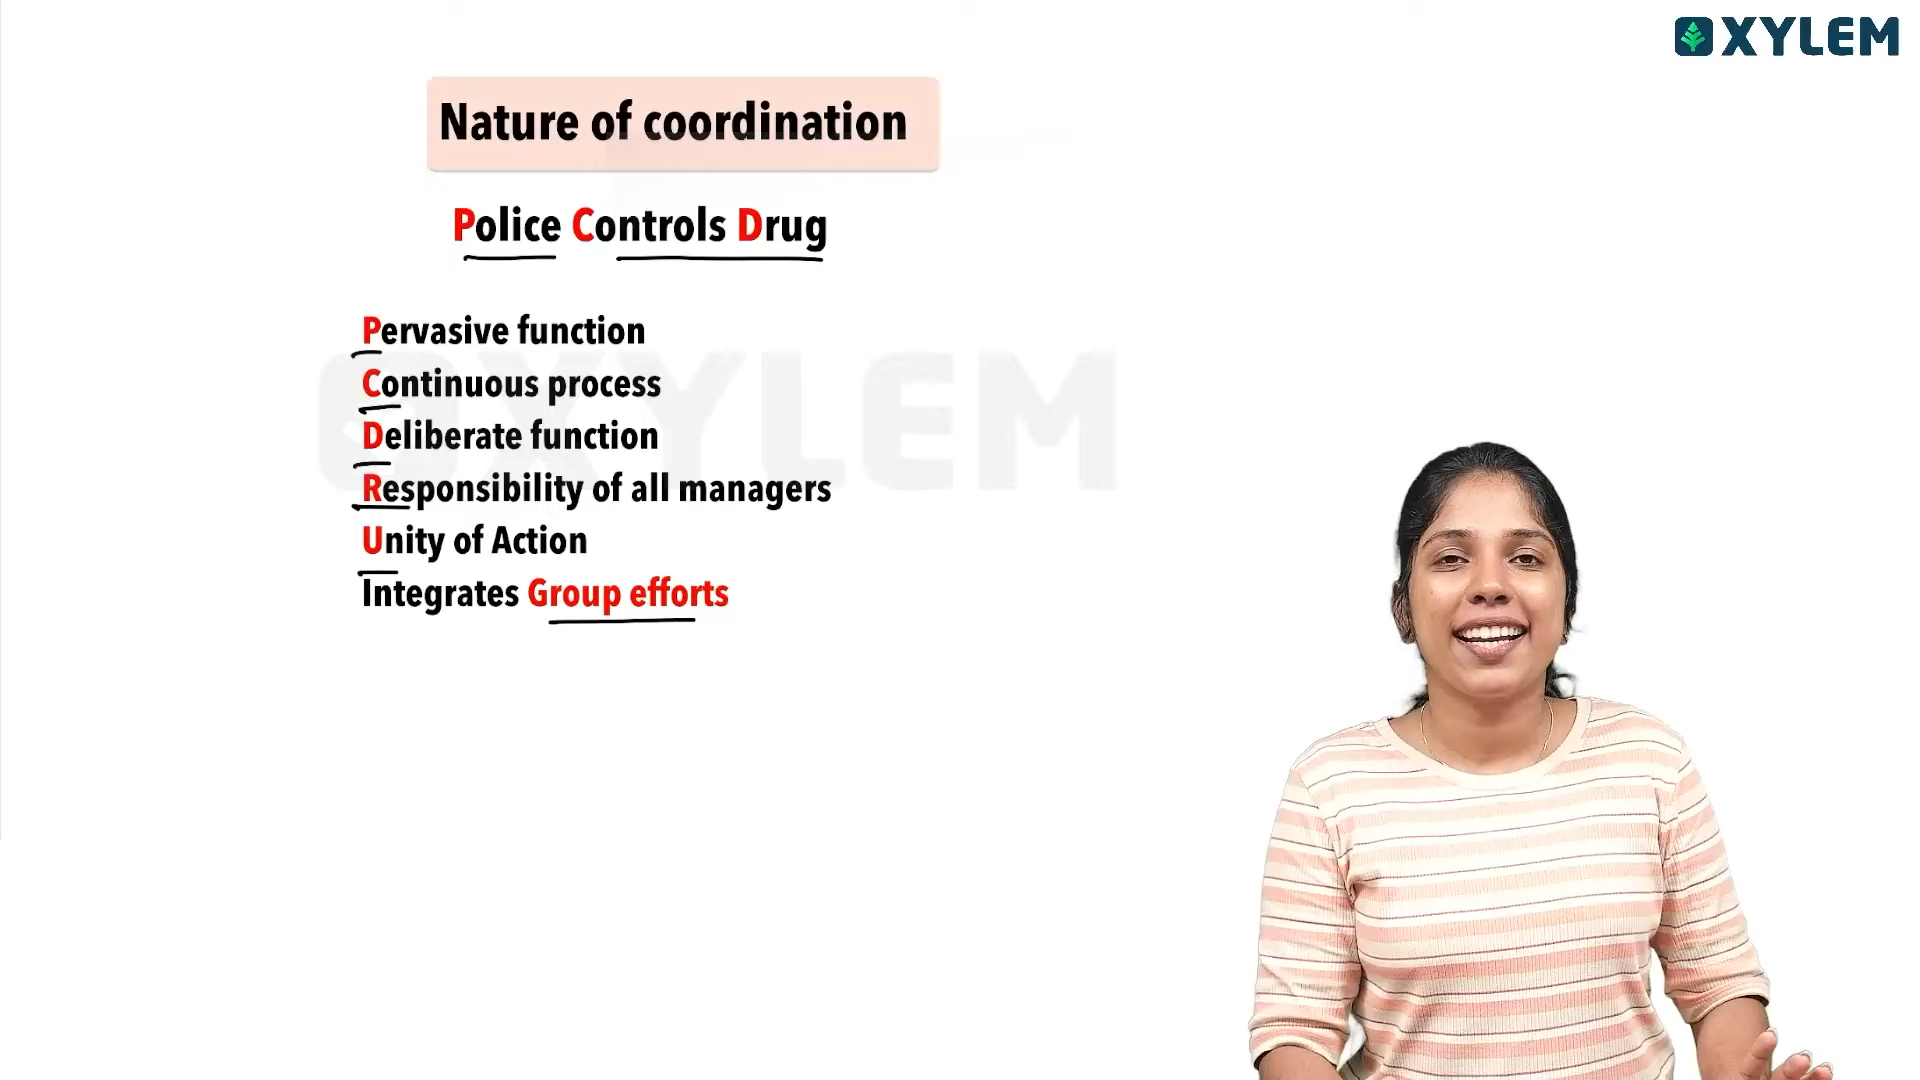 XYLEM
Nature of coordination
Police Controls Drug
Pervasive function
Continuous process
Deliberate function
Responsibility of all managers
Unity of Action
Integrates Group efforts
XYLEM